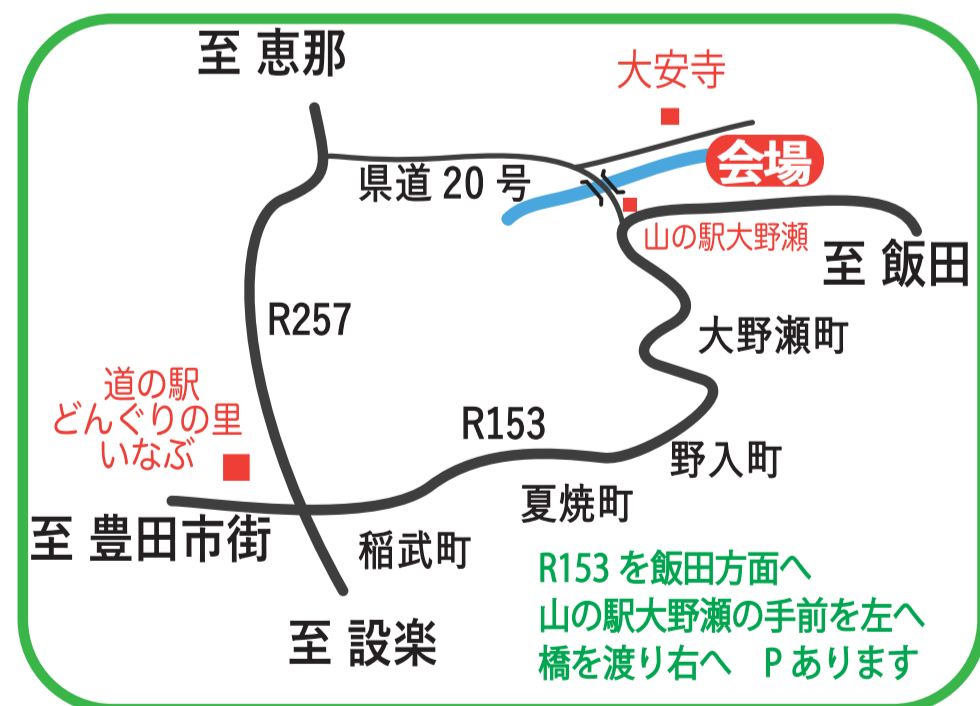 至 恵那
大安寺
会場
県道 20 号
山の駅大野瀬
至 飯田
R257
大野瀬町
道の駅
どんぐりの里
いなぶ
R153
野入町
夏焼町
至 豊田市街
稲武町
至 設楽
R153 を飯田方面へ
山の駅大野瀬の手前を左へ
橋を渡り右へ　P あります